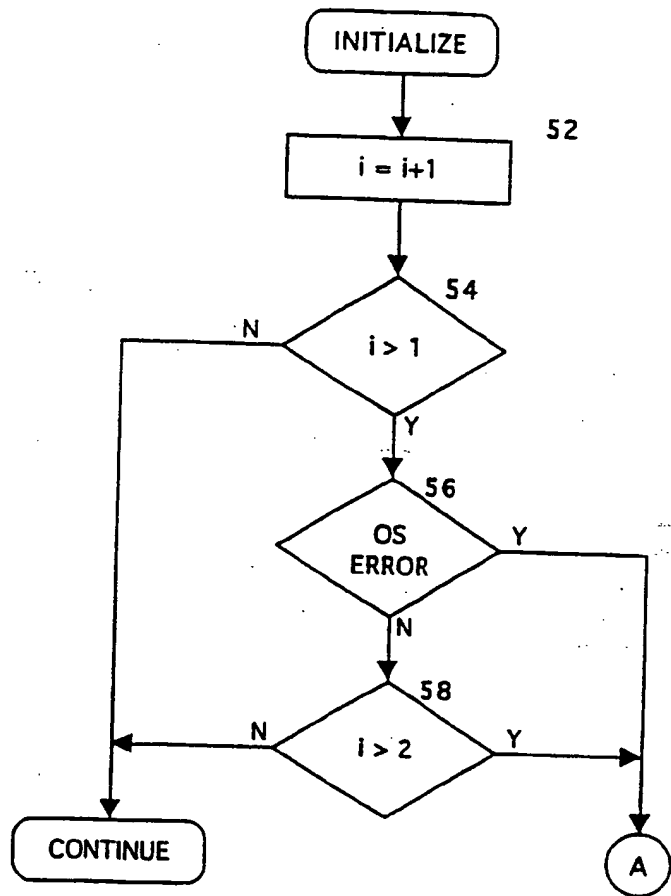 INITIALIZE
52
i = i+1
54
N
i > 1
Y
56
OS
ERROR
Y
N
58
N
i > 2
Y
CONTINUE
A